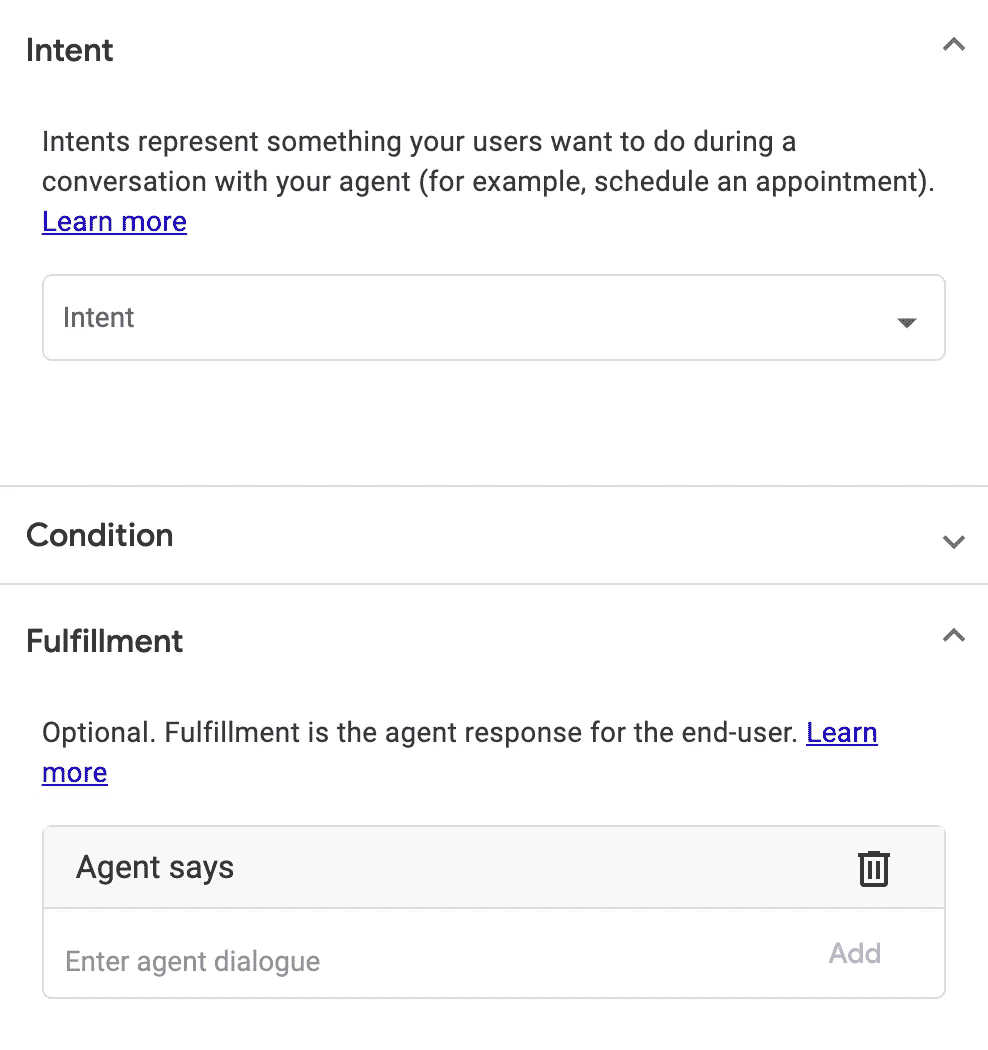 Intent
Intents represent something your users want to do during a
conversation with your agent (for example, schedule an appointment).
Learn more
Intent
Condition
Fulfillment
Optional. Fulfillment is the agent response for the end-user. Learn
more
Agent says
Enter agent dialogue
Add